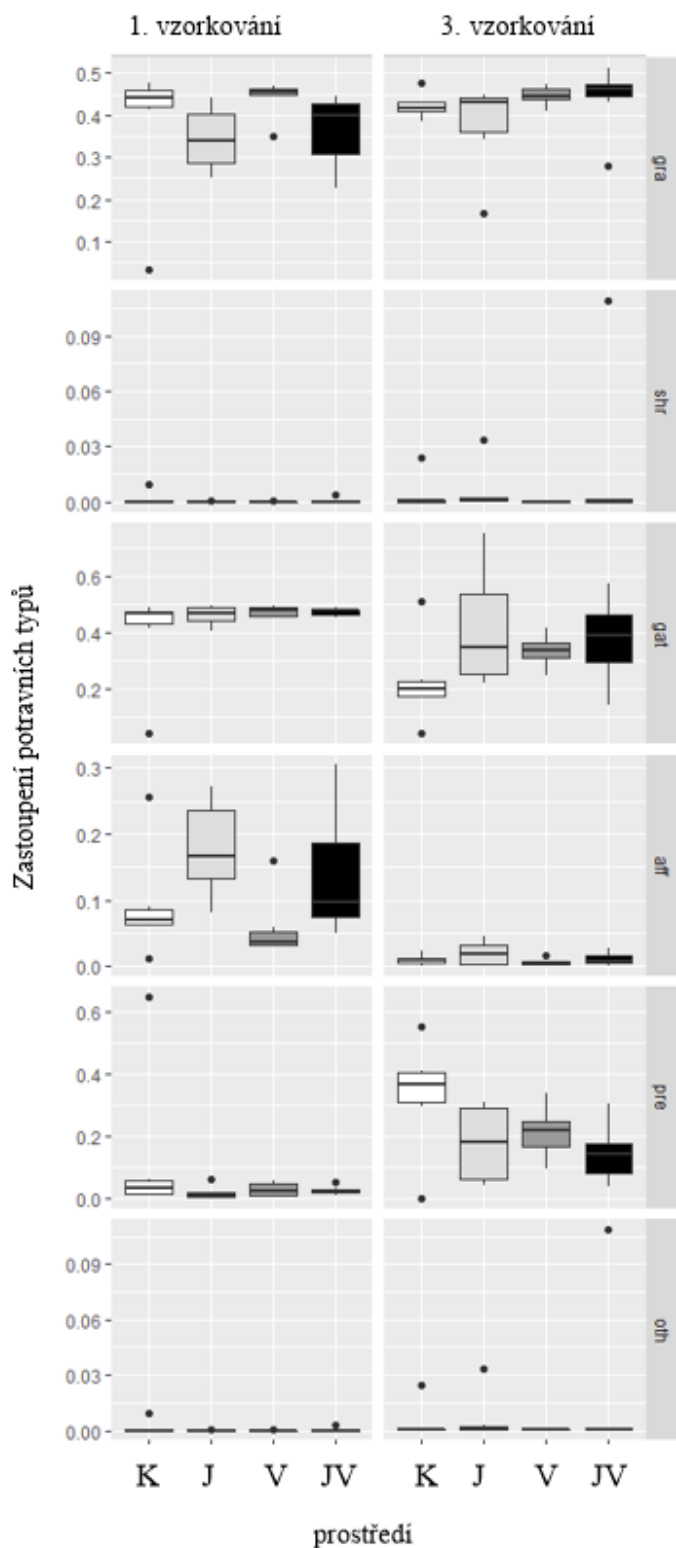 1. vzorkování 3. vzorkování
0.5
0.4
0.3
0.2
0.1
gra
0.09
0.06
0.03
0.00
shr
0.6
0.4
0.2
gat
0.3
0.2
0.1
0.0
aff
0.6
0.4
0.2
0.0
pre
0.09
0.06
0.03
0.00
oth
Zastoupení potravních typů
K J V JV K J V JV
prostředí